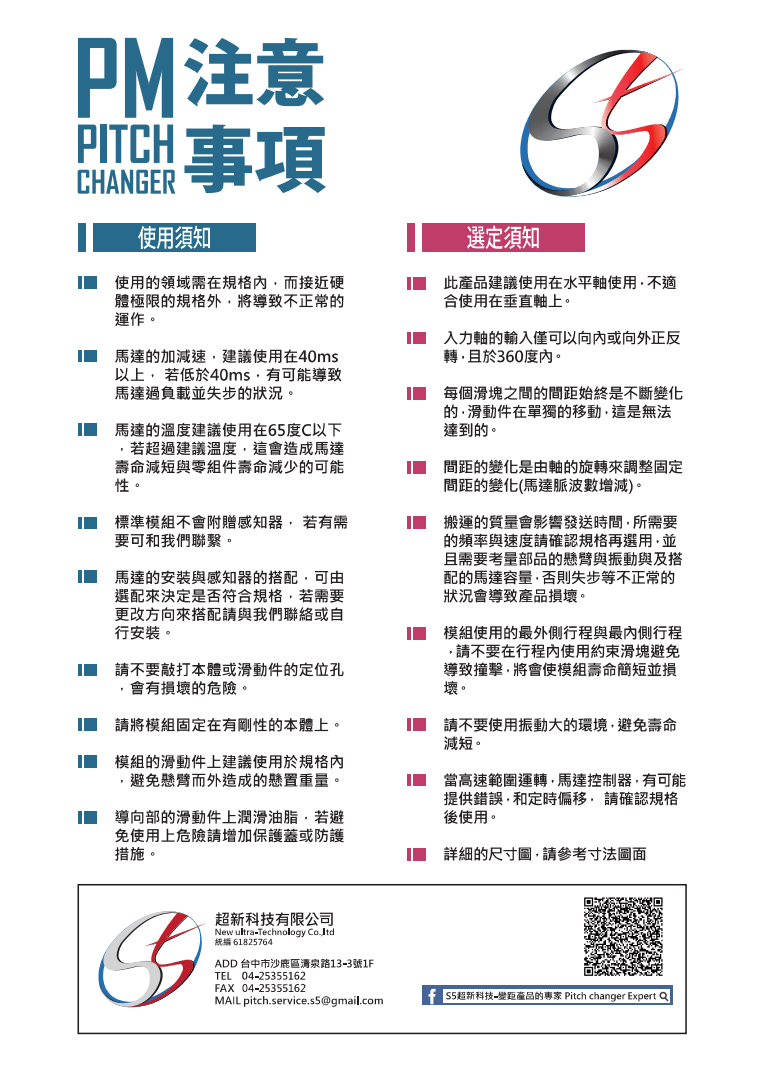 PM注意
PITCH
CHANGER
事項
使用須知
使用的領域需在規格內，而接近硬
體極限的規格外，將導致不正常的
運作。
馬達的加減速，建議使用在40ms
以上， 若低於40ms，有可能導致
馬達過負載並失步的狀況。
馬達的溫度建議使用在65度C以下
，若超過建議溫度，這會造成馬達
壽命減短與零組件壽命減少的可能
性。
標準模組不會附贈感知器， 若有需
要可和我們聯繫。
馬達的安裝與感知器的搭配，可由
選配來決定是否符合規格，若需要
更改方向來搭配請與我們聯絡或自
行安裝。
請不要敲打本體或滑動件的定位孔
，會有損壞的危險。
請將模組固定在有剛性的本體上。
模組的滑動件上建議使用於規格內
，避免懸臂而外造成的懸置重量。
導向部的滑動件上潤滑油脂，若避
免使用上危險請增加保護蓋或防護
措施。
選定須知
此產品建議使用在水平軸使用，不適
合使用在垂直軸上。
入力軸的輸入僅可以向內或向外正反
轉，且於360度內。
每個滑塊之間的間距始終是不斷變化
的，滑動件在單獨的移動，這是無法
達到的。
間距的變化是由軸的旋轉來調整固定
間距的變化(馬達脈波數增減)。
搬運的質量會影響發送時間，所需要
的頻率與速度請確認規格再選用，並
且需要考量部品的懸臂與振動與及搭
配的馬達容量，否則失步等不正常的
狀況會導致產品損壞。
模組使用的最外側行程與最內側行程
，請不要在行程內使用約束滑塊避免
導致撞擊，將會使模組壽命簡短並損
壞。
請不要使用振動大的環境，避免壽命
減短。
當高速範圍運轉，馬達控制器，有可能
提供錯誤，和定時偏移， 請確認規格
後使用。
詳細的尺寸圖，請參考寸法圖面
超新科技有限公司
New ultra-Technology Co.,ltd
統編 61825764
ADD 台中市沙鹿區清泉路13-3號1F
TEL 04-25355162
FAX 04-25355162
MAIL pitch.service.s5@gmail.com
S5超新科技-變距產品的專家 Pitch changer Expert